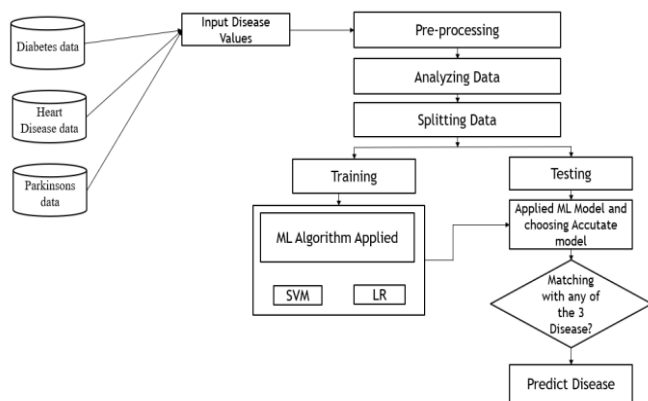 Diabetes data
Heart
Disease data
Parkinsons
data
Input Disease
Values
Pre-processing
Analyzing Data
Splitting Data
Training
Testing
ML Algorithm Applied
SVM
LR
Applied ML Model and
choosing Accutate
model
Matching
with any of
the 3
Disease?
Predict Disease